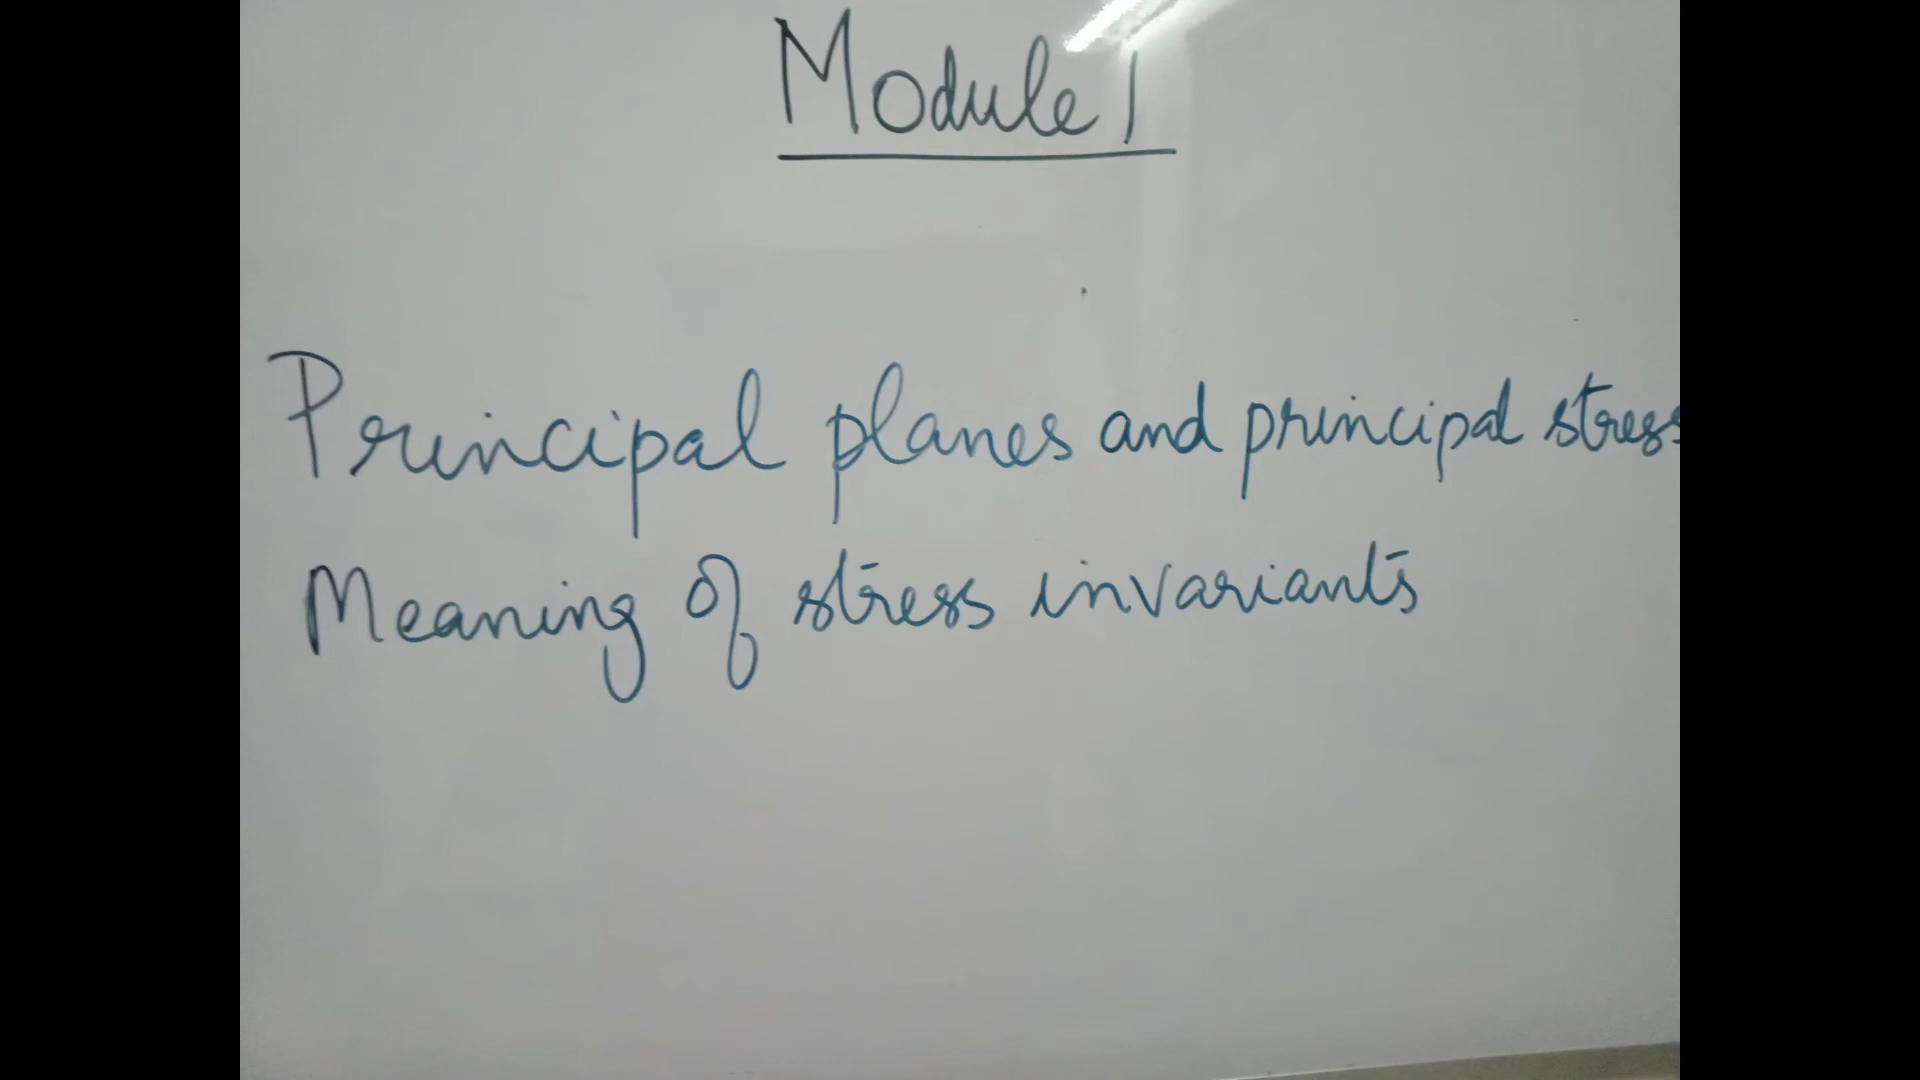 Module 1
Principal planes and principal stress
Meaning of stress invariants